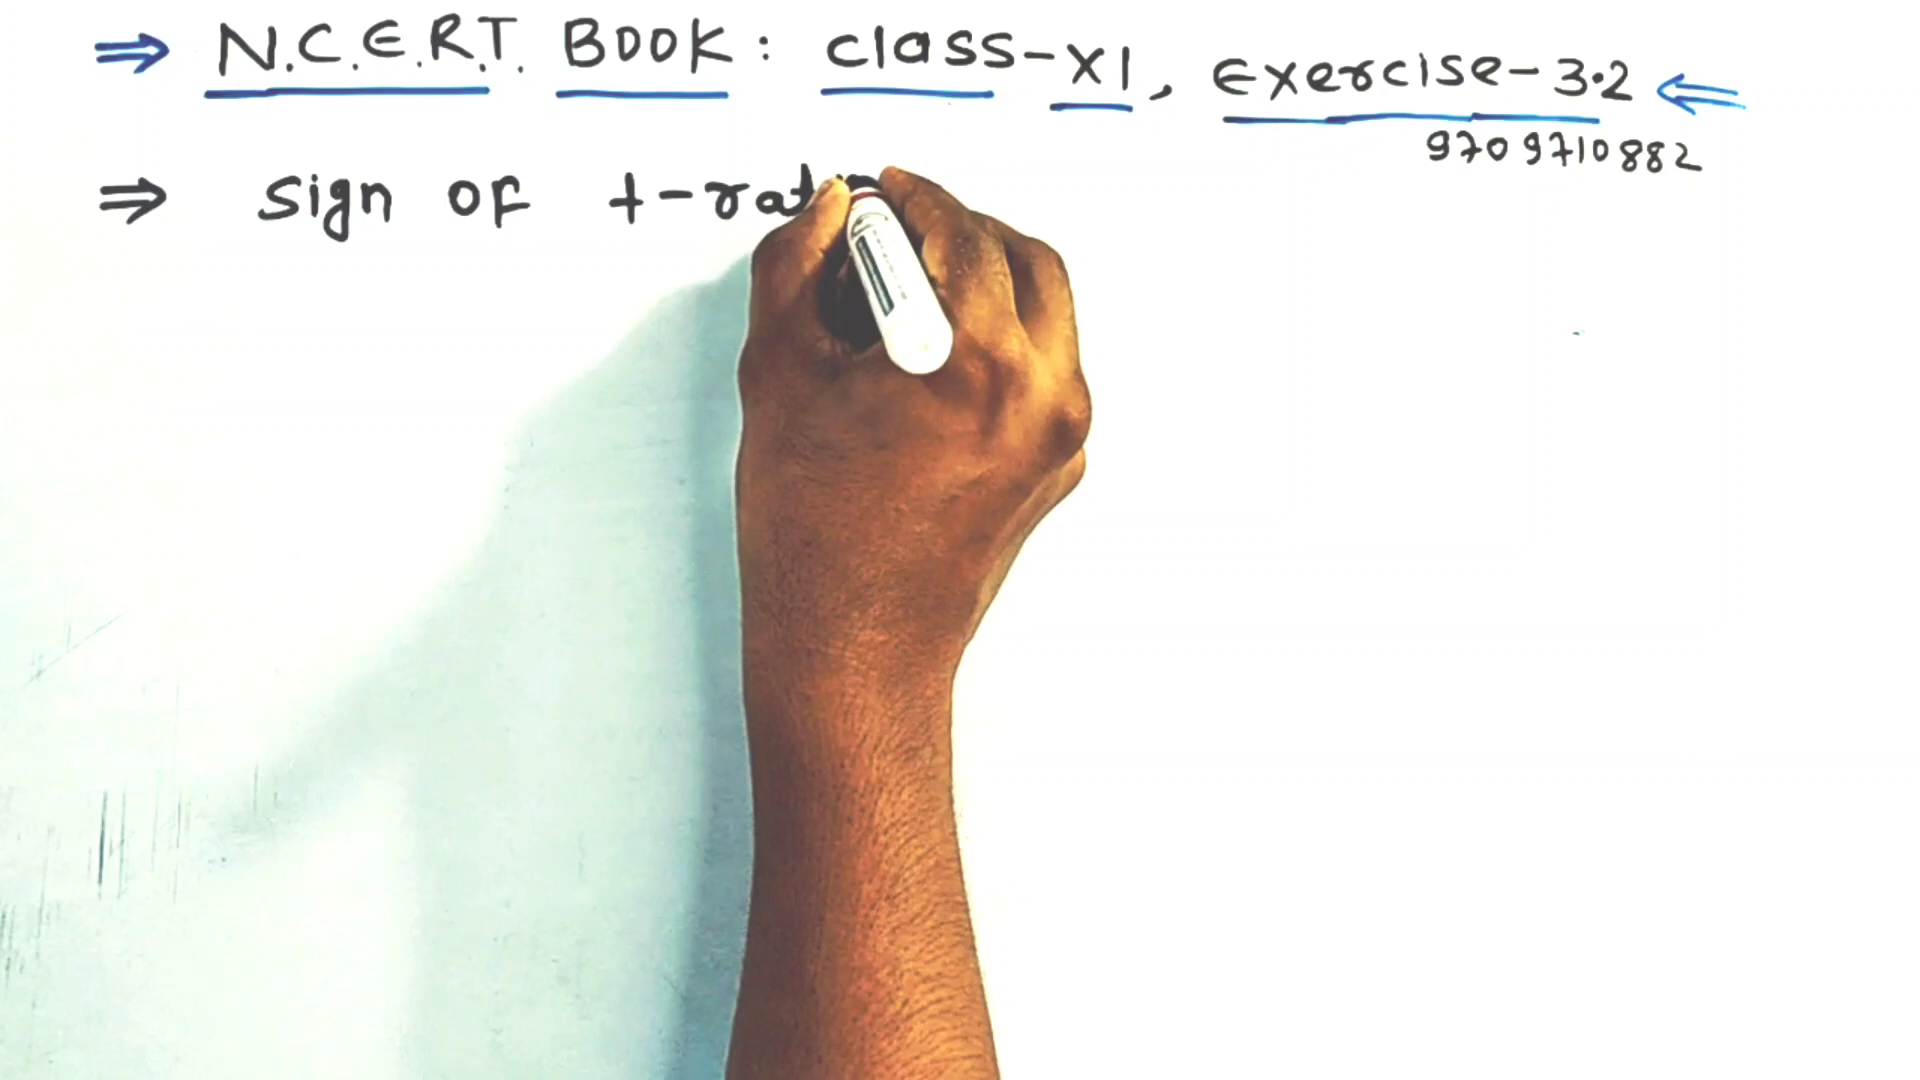 ⇒ N.C.E.R.T. BOOK: class-XI, Exercise-3.2 ⇐
9709710882
⇒ sign of t-rat